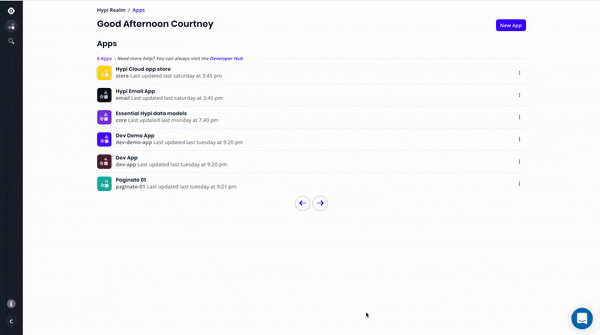 Hypi Realm / Apps
Good Afternoon Courtney
New App
Apps
6 Apps : Need more help? You can always visit the Developer Hub
Hypi Cloud app store
store Last updated last saturday at 3:45 pm
Hypi Email App
email Last updated last saturday at 3:45 pm
Essential Hypi data models
core Last updated last monday at 7:40 pm
Dev Demo App
dev-demo-app Last updated last tuesday at 9:20 pm
Dev App
dev-app Last updated last tuesday at 9:20 pm
Paginate 01
paginate-01 Last updated last tuesday at 9:21 pm
C